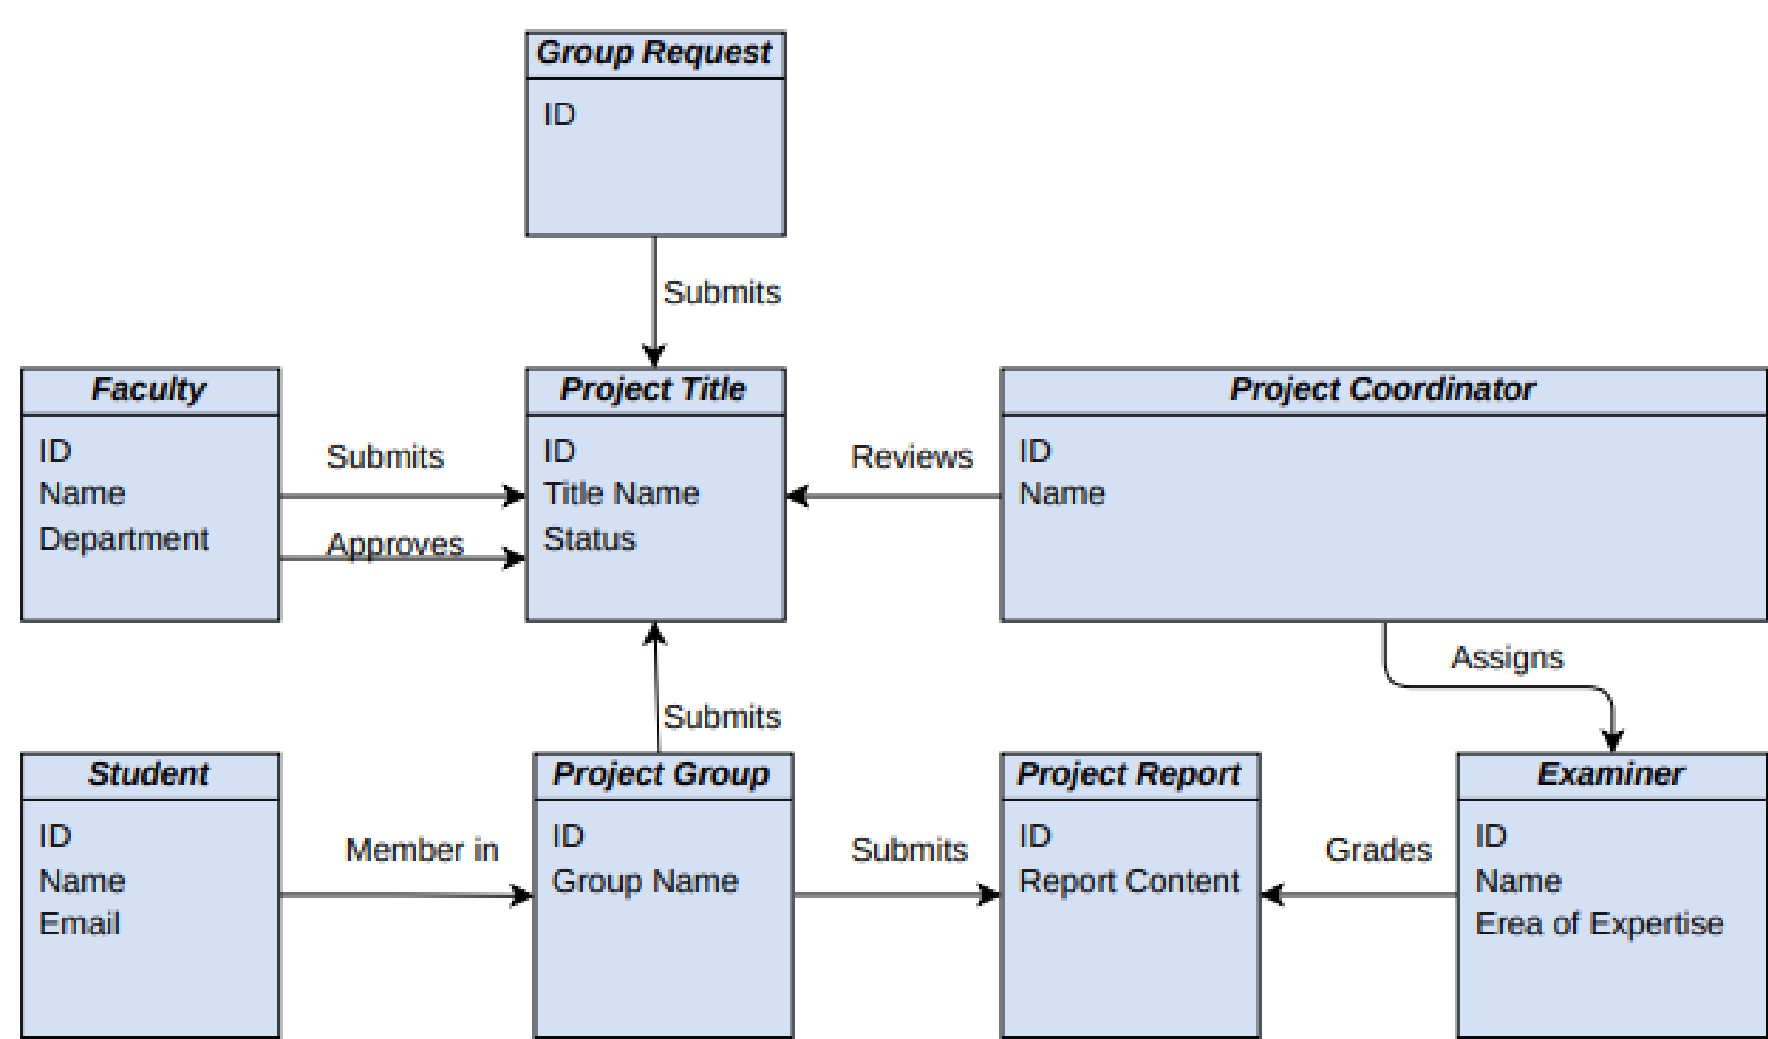 Group Request
ID
Submits
Faculty
ID
Name
Department
Submits
Approves
Project Title
ID
Title Name
Status
Reviews
Project Coordinator
ID
Name
Assigns
Submits
Student
ID
Name
Email
Member in
Project Group
ID
Group Name
Submits
Project Report
ID
Report Content
Grades
Examiner
ID
Name
Erea of Expertise